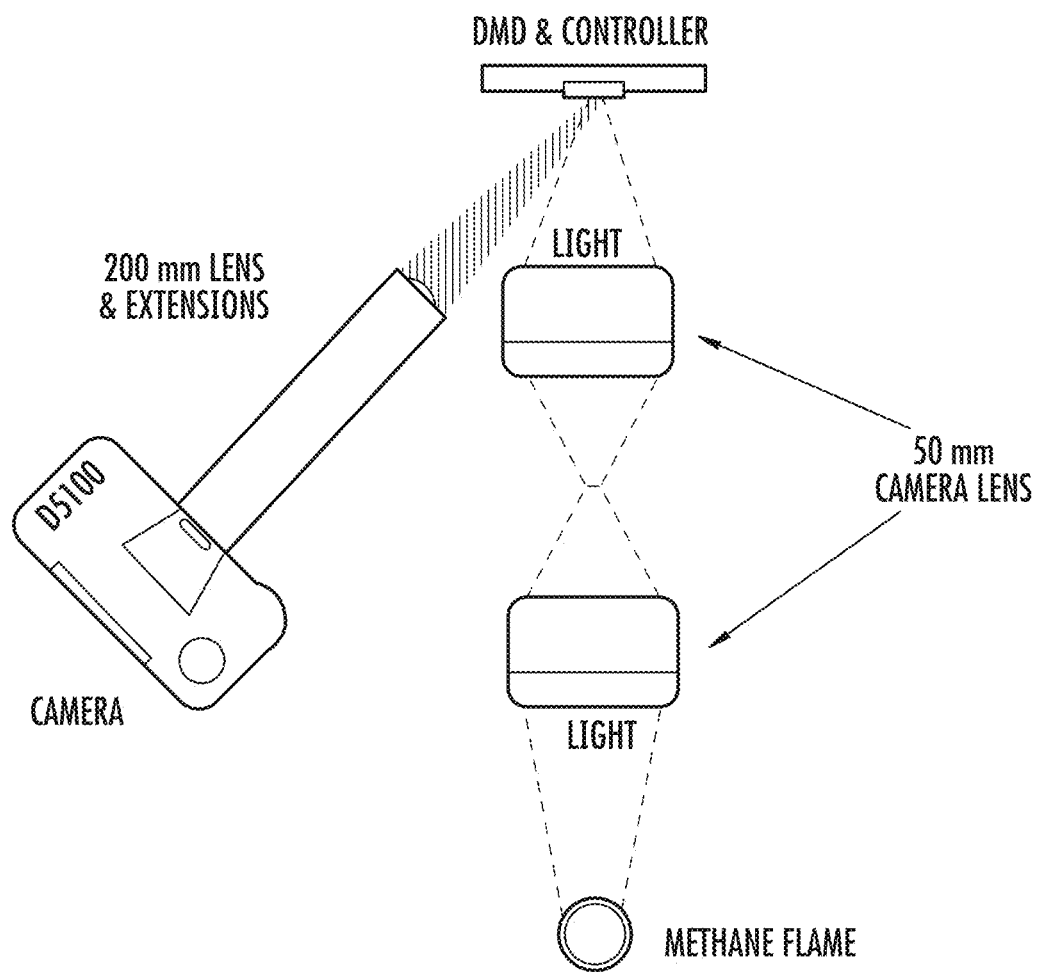 DMD & CONTROLLER
LIGHT
200 mm LENS
& EXTENSIONS
50 mm
CAMERA LENS
D5100
CAMERA
LIGHT
METHANE FLAME